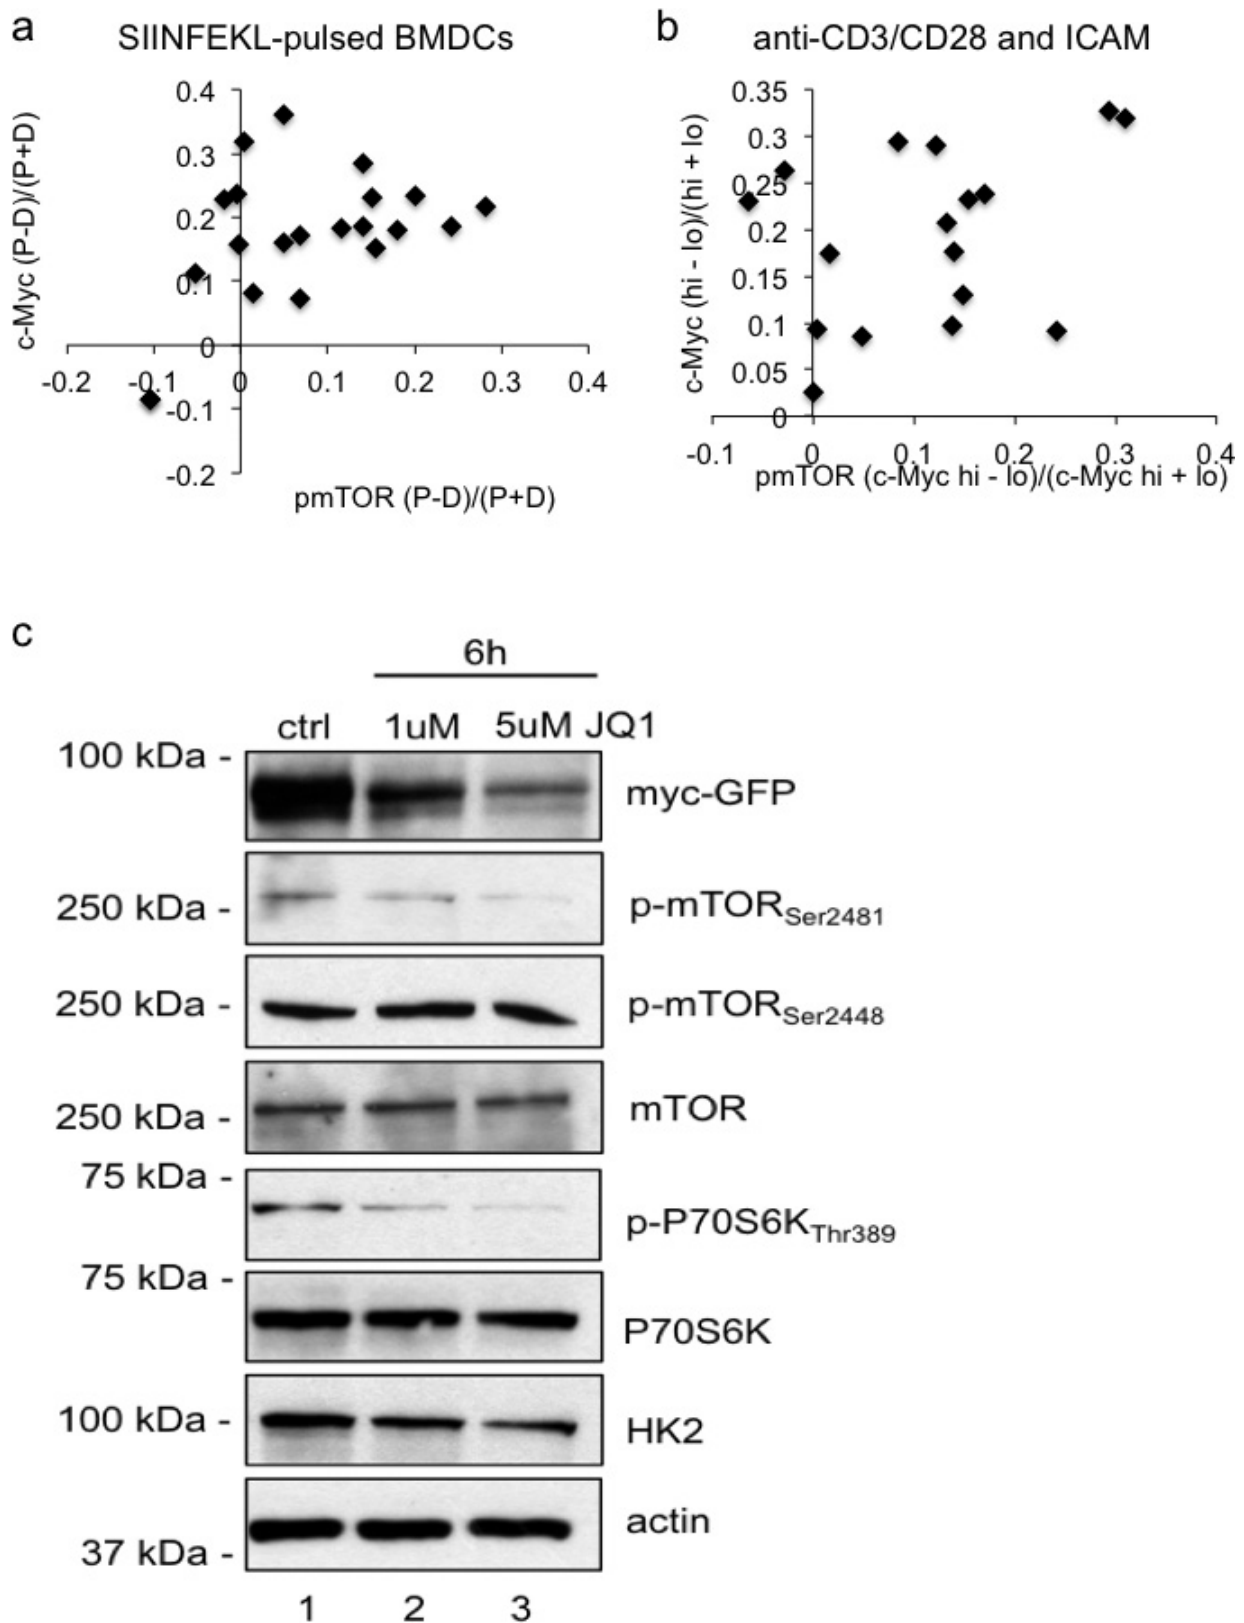 a
SIINFEKL-pulsed BMDCs
c-Myc (P-D)/(P+D)
0.4
0.3
0.2
0.1
0
-0.1
-0.2
-0.2
-0.1
0
0.1
0.2
0.3
0.4
pmTOR (P-D)/(P+D)
b
anti-CD3/CD28 and ICAM
c-Myc (hi - lo)/(hi + lo)
0.35
0.3
0.25
0.2
0.15
0.1
0.05
0
-0.1
0
0.1
0.2
0.3
0.4
pmTOR (c-Myc hi - lo)/(c-Myc hi + lo)
c
6h
ctrl 1uM 5uM JQ1
100 kDa -
myc-GFP
250 kDa -
p-mTORSer2481
250 kDa -
p-mTORSer2448
250 kDa -
mTOR
75 kDa -
p-P70S6KThr389
75 kDa -
P70S6K
100 kDa -
HK2
actin
37 kDa -
1 2 3